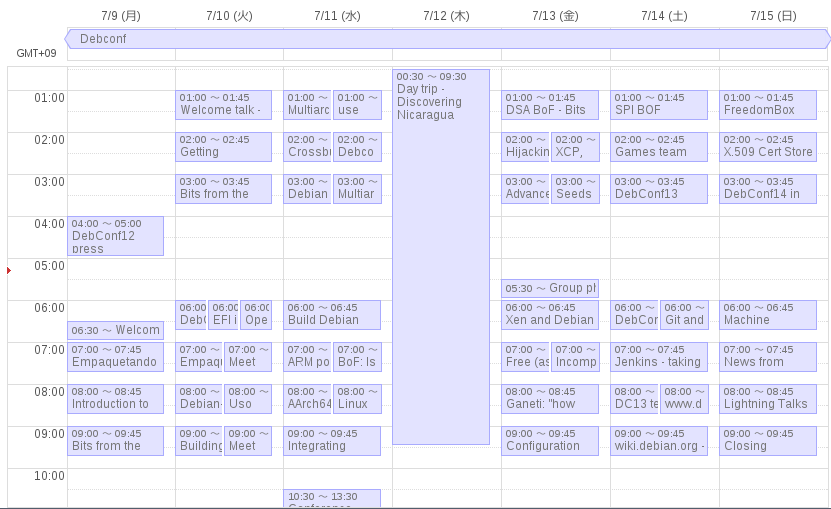 7/9 (月) 7/10 (火) 7/11 (水) 7/12 (木) 7/13 (金) 7/14 (土) 7/15 (日)
Debconf
GMT+09
00:30 ～ 09:30
Day trip -
Discovering
Nicaragua
01:00
01:00 ～ 01:45
Welcome talk -
01:00 ～
Multiarc
01:00 ～
use
01:00 ～ 01:45
DSA BoF - Bits
01:00 ～ 01:45
SPI BOF
01:00 ～ 01:45
FreedomBox
02:00
02:00 ～ 02:45
Getting
02:00 ～
Crossbu
02:00 ～
Debco
02:00 ～
Hijackin
02:00 ～
XCP,
02:00 ～ 02:45
Games team
02:00 ～ 02:45
X.509 Cert Store
03:00
03:00 ～ 03:45
Bits from the
03:00 ～
Debian
03:00 ～
Multiar
03:00 ～
Advance
03:00 ～
Seeds
03:00 ～ 03:45
DebConf13
03:00 ～ 03:45
DebConf14 in
04:00
04:00 ～ 05:00
DebConf12
press
05:00
05:30 ～ Group ph
06:00
06:00
DebC
06:00
EFI i
06:00
Ope
06:00 ～ 06:45
Build Debian
06:00 ～ 06:45
Xen and Debian
06:00 ～
DebCor
06:00 ～
Git and
06:00 ～ 06:45
Machine
06:30 ～ Welcom
07:00
07:00 ～ 07:45
Empaquetando
07:00 ～
Empaqu
07:00 ～
Meet
07:00 ～
ARM po
07:00 ～
BoF: Is
07:00 ～
Free (as
07:00 ～
Incomp
07:00 ～ 07:45
Jenkins - taking
07:00 ～ 07:45
News from
08:00
08:00 ～ 08:45
Introduction to
08:00 ～
Debian-
08:00 ～
Uso
08:00 ～
AArch64
08:00 ～
Linux
08:00 ～ 08:45
Ganeti: "how
08:00 ～
DC13 te
08:00 ～
www.d
08:00 ～ 08:45
Lightning Talks
09:00
09:00 ～ 09:45
Bits from the
09:00 ～
Building
09:00 ～
Meet
09:00 ～ 09:45
Integrating
09:00 ～ 09:45
Configuration
09:00 ～ 09:45
wiki.debian.org -
09:00 ～ 09:45
Closing
10:00
10:30 ～ 13:30